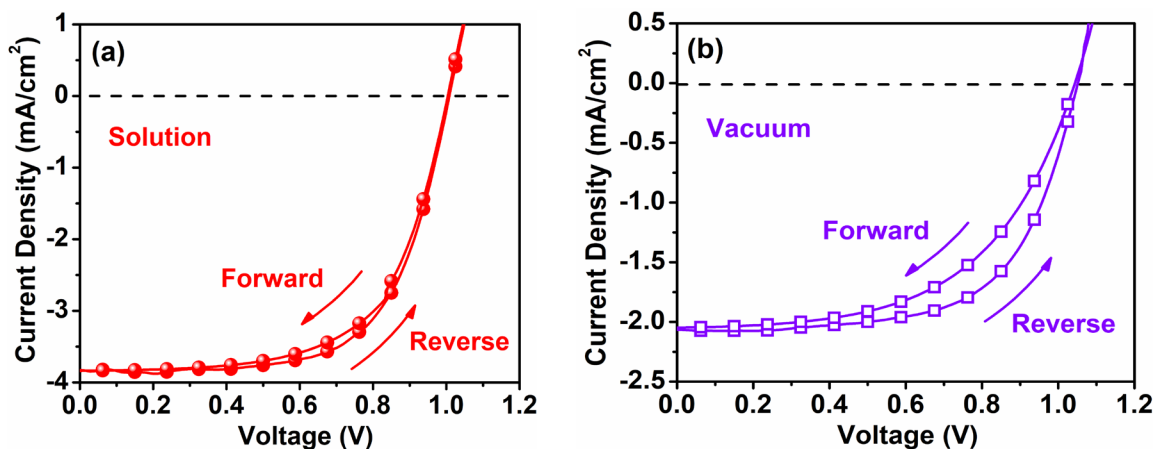 (a)
Solution
Forward
Reverse
1
0
-1
-2
-3
-4
0.0 0.2 0.4 0.6 0.8 1.0 1.2
Voltage (V)
Current Density (mA/cm²)
(b)
Vacuum
Forward
Reverse
2.5
0.0
-0.5
-1.0
-1.5
-2.0
-2.5
0.0 0.2 0.4 0.6 0.8 1.0 1.2
Voltage (V)
Current Density (mA/cm²)